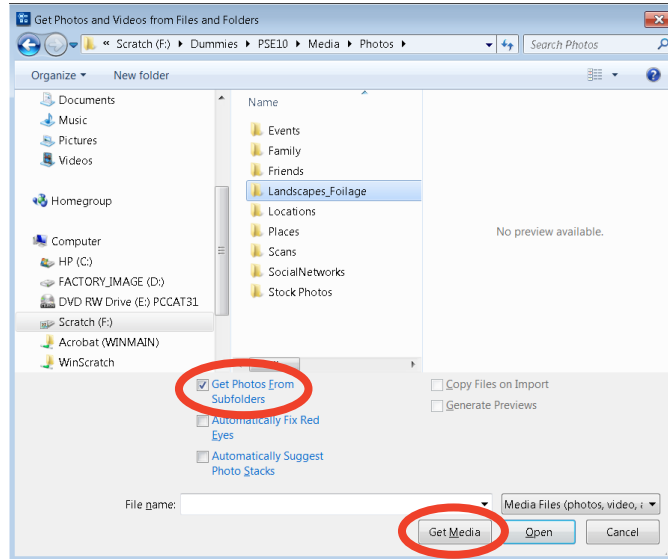 Get Photos and Videos from Files and Folders
« Scratch (F:) Dummies PSE10 Media Photos
Search Photos
Organize New folder
Documents
Music
Pictures
Videos
Homegroup
Computer
HP (C:)
FACTORY_IMAGE (D:)
DVD RW Drive (E:) PCCAT31
Scratch (F:)
Acrobat (WINMAIN)
WinScratch
Name
Events
Family
Friends
Landscapes_Foilage
Locations
Places
Scans
SocialNetworks
Stock Photos
No preview available.
Get Photos From
Subfolders
Automatically Fix Red
Eyes
Automatically Suggest
Photo Stacks
Copy Files on Import
Generate Previews
File name:
Media Files (photos, video, a
Get Media Open Cancel